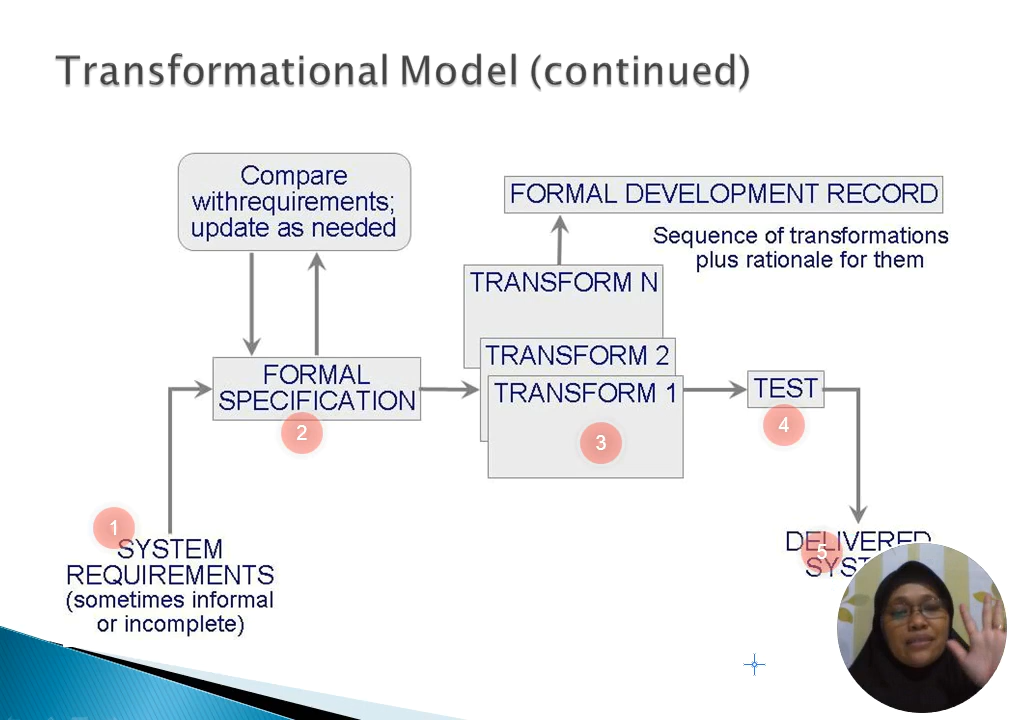 Transformational Model (continued)
Compare
withrequirements;
update as needed
FORMAL DEVELOPMENT RECORD
Sequence of transformations
plus rationale for them
TRANSFORM N
TRANSFORM 2
TRANSFORM 1
FORMAL
SPECIFICATION
2
3
TEST
4
1
SYSTEM
REQUIREMENTS
(sometimes informal
or incomplete)
DELIVERED
5